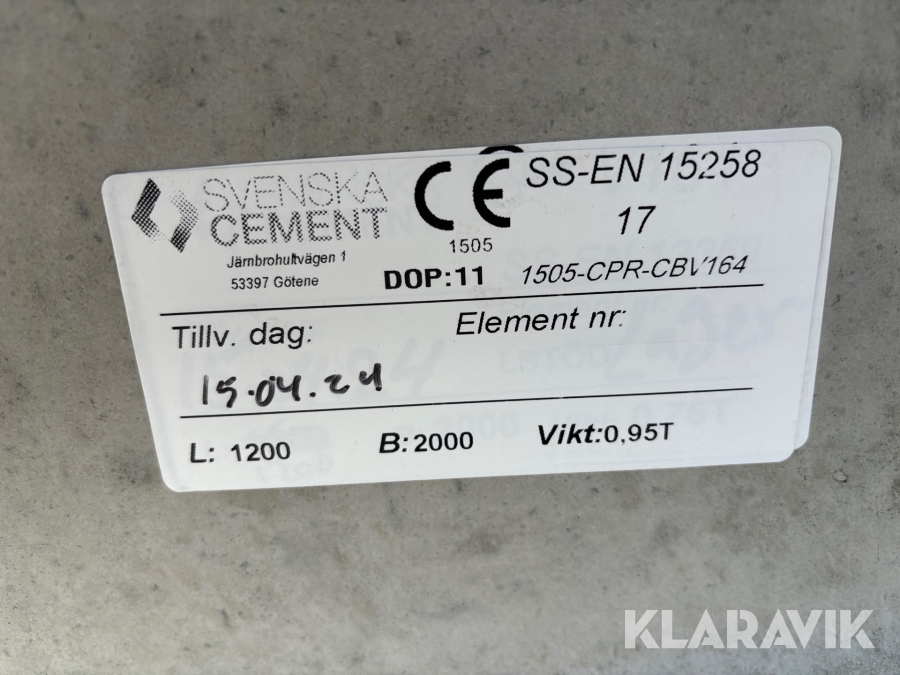 SVENSKA
CEMENT
Järnbrohultvägen 1
53397 Götene
CE
1505
DOP:11
SS-EN 15258
17
1505-CPR-CBV164
Tillv. dag:
15.04.24
Element nr:
L: 1200
B: 2000
Vikt:0,95T
KLARAVIK